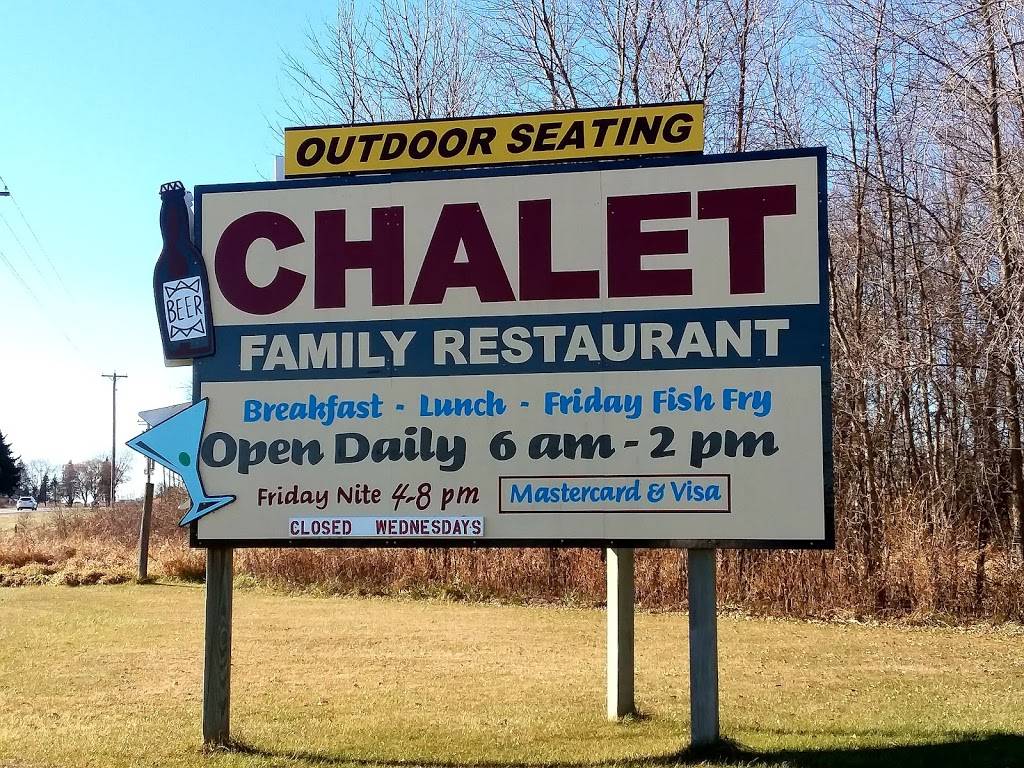 OUTDOOR SEATING
CHALET
BEER
FAMILY RESTAURANT
Breakfast - Lunch - Friday Fish Fry
Open Daily 6 am - 2 pm
Friday Nite 4-8 pm
Mastercard & Visa
CLOSED WEDNESDAYS